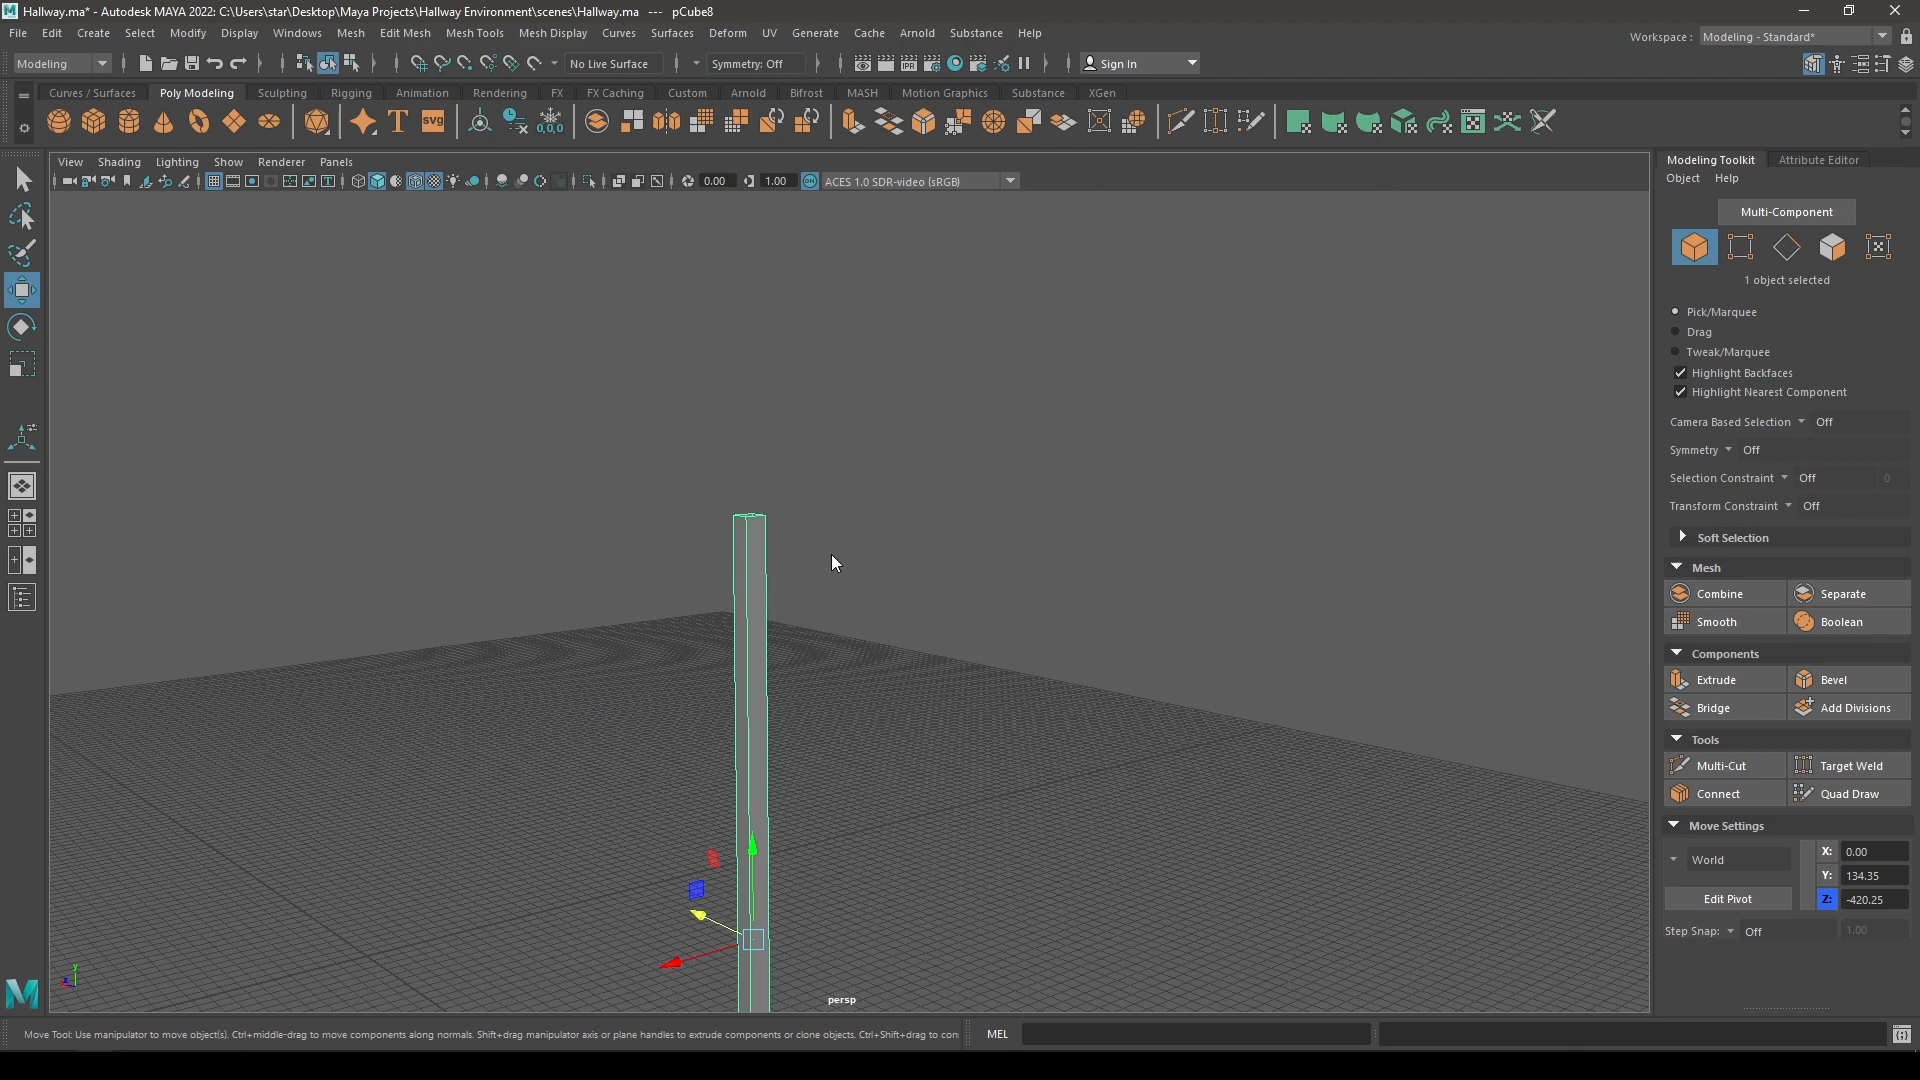 Hallway.ma* - Autodesk MAYA 2022: C:\Users\star\Desktop\Maya Projects\Hallway Environment\scenes\Hallway.ma --- pCube8
File Edit Create Select Modify Display Windows Mesh Edit Mesh Mesh Tools Mesh Display Curves Surfaces Deform UV Generate Cache Arnold Substance Help
Workspace : Modeling - Standard*
Modeling No Live Surface Symmetry: Off Sign In
Curves / Surfaces Poly Modeling Sculpting Rigging Animation Rendering FX FX Caching Custom Arnold Bifrost MASH Motion Graphics Substance XGen
View Shading Lighting Show Renderer Panels
0.00 1.00 ACES 1.0 SDR-video (sRGB)
Modeling Toolkit Attribute Editor
Object Help
Multi-Component
1 object selected
Pick/Marquee
Drag
Tweak/Marquee
Highlight Backfaces
Highlight Nearest Component
Camera Based Selection Off
Symmetry Off
Selection Constraint Off 0
Transform Constraint Off
Soft Selection
Mesh
Combine Separate
Smooth Boolean
Components
Extrude Bevel
Bridge Add Divisions
Tools
Multi-Cut Target Weld
Connect Quad Draw
Move Settings
World X: 0.00
Y: 134.35
Edit Pivot Z: -420.25
Step Snap: Off 1.00
persp
Move Tool: Use manipulator to move object(s). Ctrl+middle-drag to move components along normals. Shift+drag manipulator axis or plane handles to extrude components or clone objects. Ctrl+Shift+drag to con
MEL